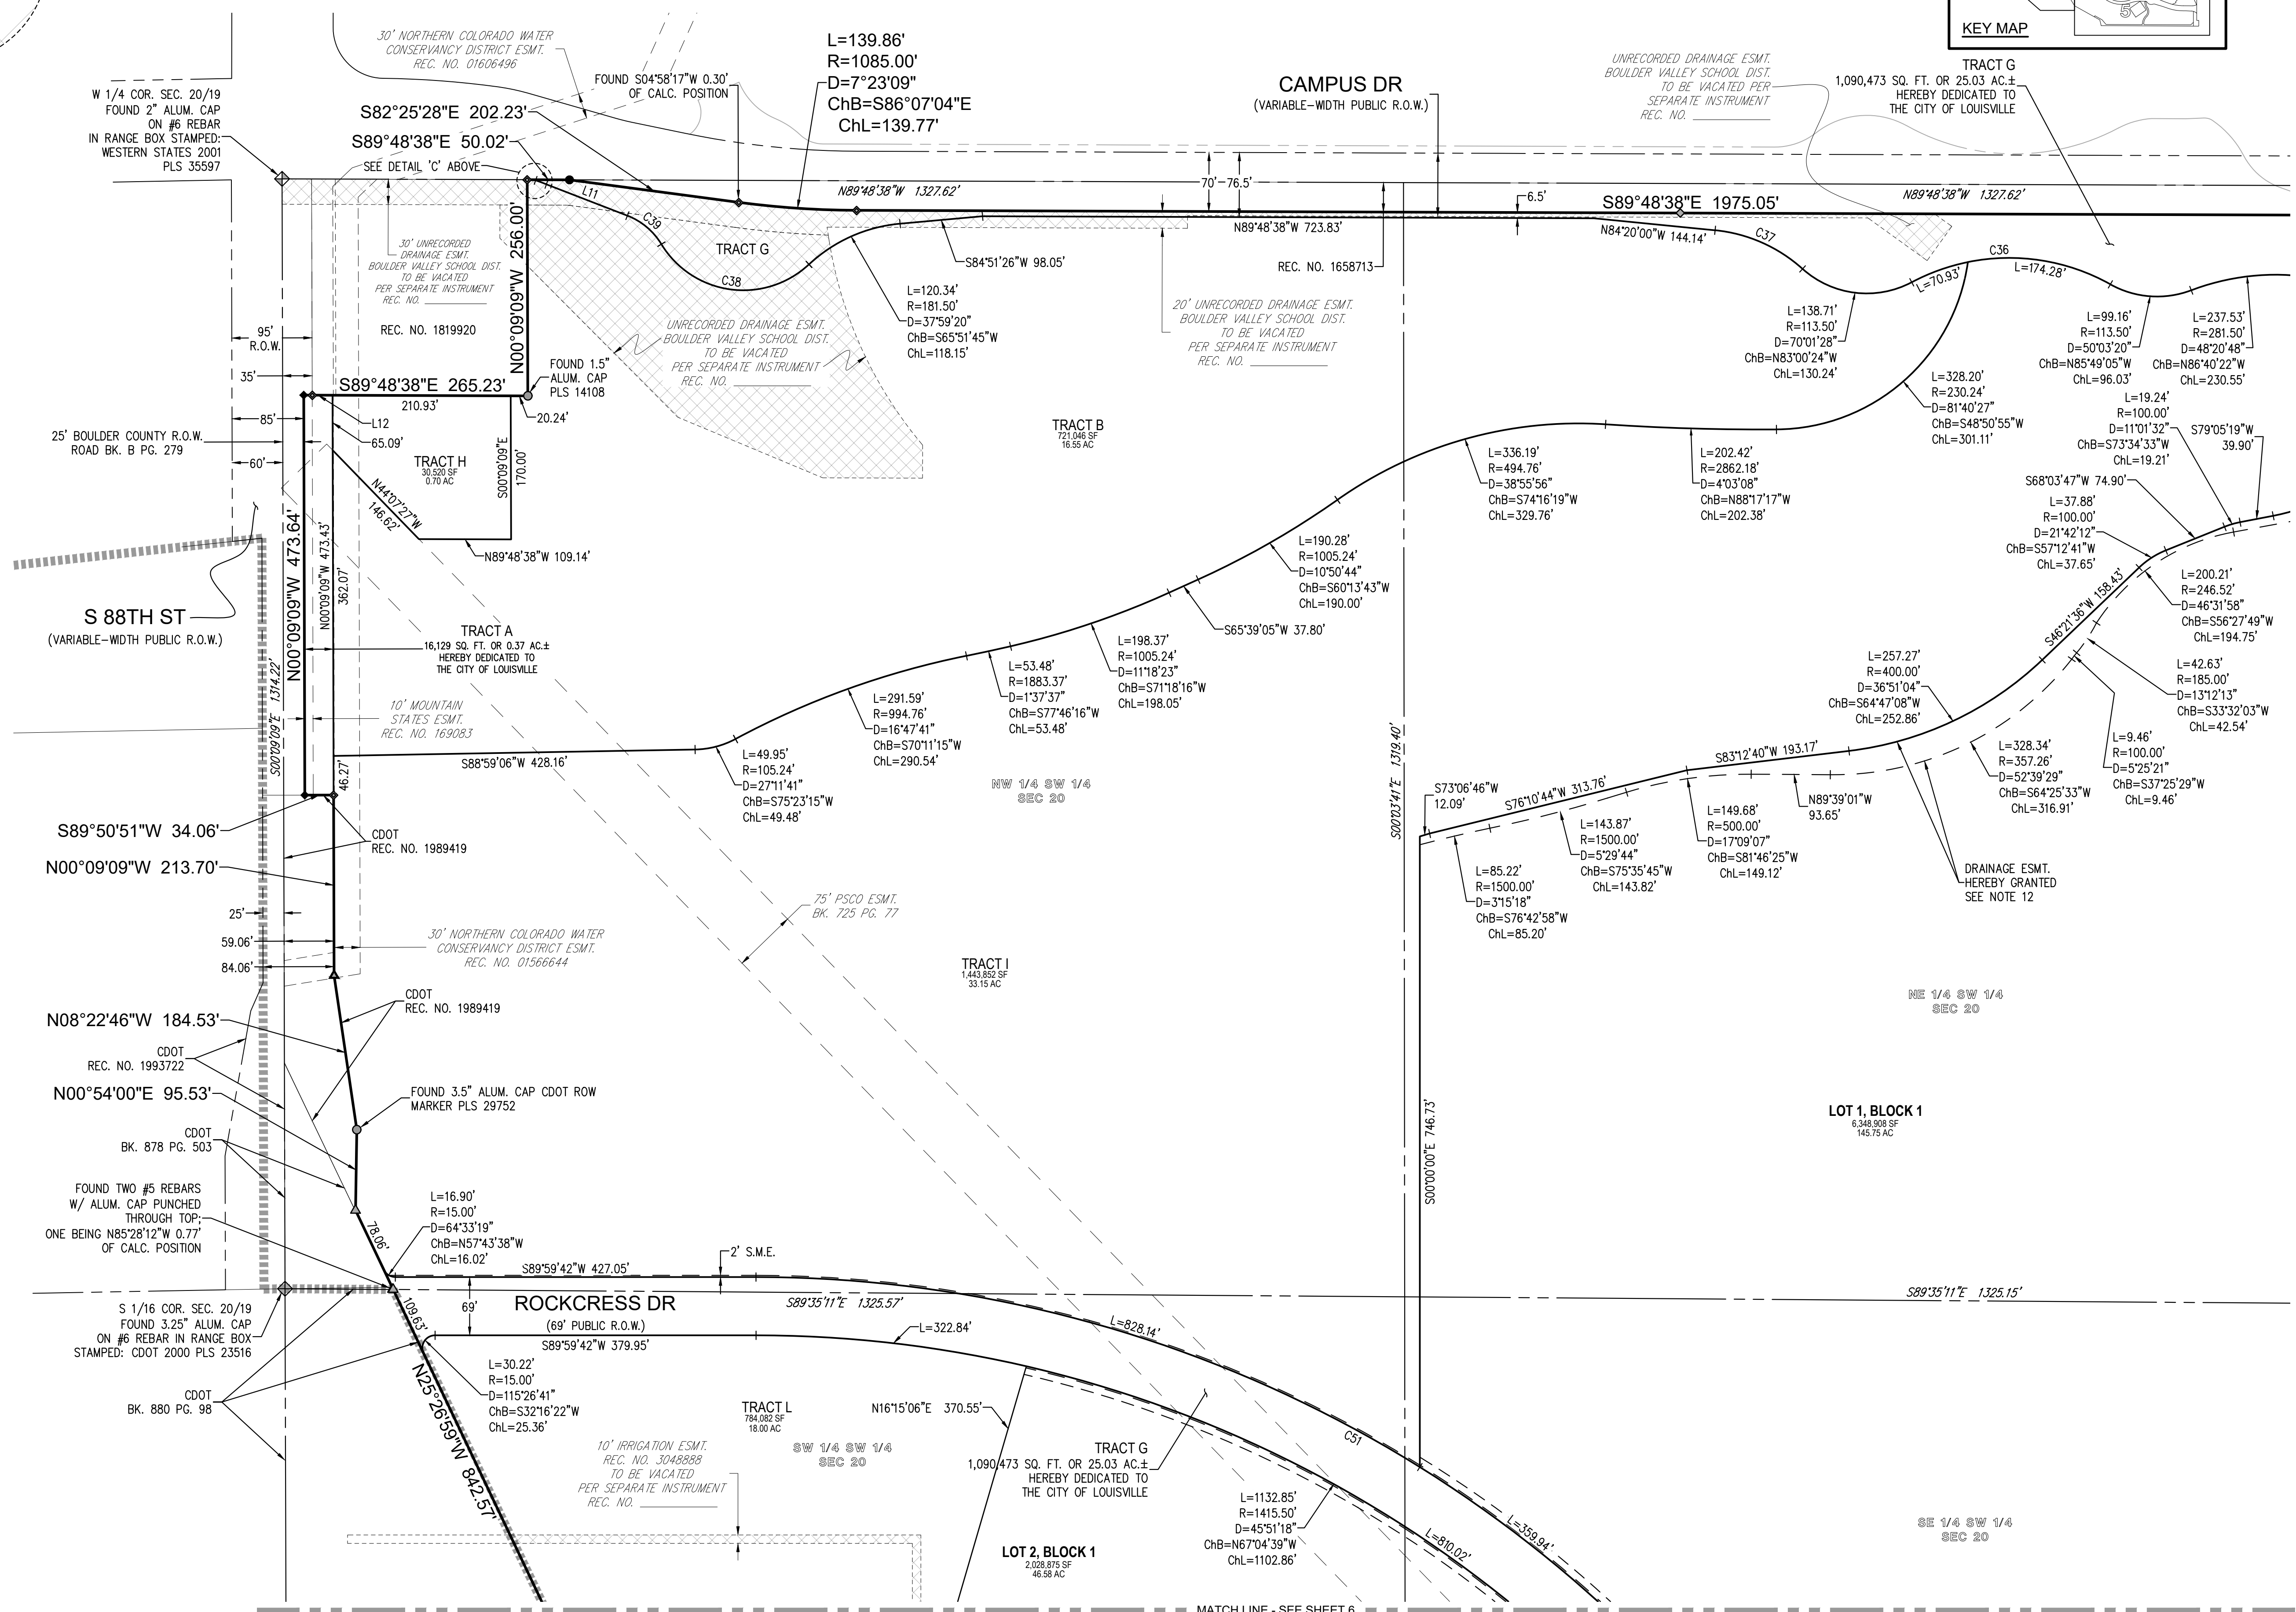 KEY MAP
5
30' NORTHERN COLORADO WATER
CONSERVANCY DISTRICT ESMT.
REC. NO. 01606496
L=139.86'
R=1085.00'
D=7°23'09"
ChB=S86°07'04"E
ChL=139.77'
FOUND S04°58'17"W 0.30'
OF CALC. POSITION
CAMPUS DR
(VARIABLE-WIDTH PUBLIC R.O.W.)
UNRECORDED DRAINAGE ESMT.
BOULDER VALLEY SCHOOL DIST.
TO BE VACATED PER
SEPARATE INSTRUMENT
REC. NO. ____________
TRACT G
1,090,473 SQ. FT. OR 25.03 AC.±
HEREBY DEDICATED TO
THE CITY OF LOUISVILLE
W 1/4 COR. SEC. 20/19
FOUND 2" ALUM. CAP
ON #6 REBAR
IN RANGE BOX STAMPED:
WESTERN STATES 2001
PLS 35597
S82°25'28"E 202.23'
S89°48'38"E 50.02'
SEE DETAIL 'C' ABOVE
L11
C39
C38
TRACT G
N89°48'38"W 1327.62'
70'
76.5'
6.5'
S89°48'38"E 1975.05'
N89°48'38"W 1327.62'
N89°48'38"W 723.83'
N84°20'00"W 144.14'
C37
C36
L=174.28'
L=70.93'
S84°51'26"W 98.05'
REC. NO. 1658713
30' UNRECORDED
DRAINAGE ESMT.
BOULDER VALLEY SCHOOL DIST.
TO BE VACATED
PER SEPARATE INSTRUMENT
REC. NO. ____________
REC. NO. 1819920
N00°09'09"W 256.00'
L=120.34'
R=181.50'
D=37°59'20"
ChB=S65°51'45"W
ChL=118.15'
20' UNRECORDED DRAINAGE ESMT.
BOULDER VALLEY SCHOOL DIST.
TO BE VACATED
PER SEPARATE INSTRUMENT
REC. NO. ____________
UNRECORDED DRAINAGE ESMT.
BOULDER VALLEY SCHOOL DIST.
TO BE VACATED
PER SEPARATE INSTRUMENT
REC. NO. ____________
L=138.71'
R=113.50'
D=70°01'28"
ChB=N83°00'24"W
ChL=130.24'
L=99.16'
R=113.50'
D=50°03'20"
ChB=N85°49'05"W
ChL=96.03'
L=237.53'
R=281.50'
D=48°20'48"
ChB=N86°40'22"W
ChL=230.55'
95'
R.O.W.
35'
85'
60'
25' BOULDER COUNTY R.O.W.
ROAD BK. B PG. 279
S89°48'38"E 265.23'
210.93'
FOUND 1.5"
ALUM. CAP
PLS 14108
20.24'
L12
65.09'
TRACT H
30,520 SF
0.70 AC
S00°09'09"E
170.00'
N44°07'27"W
146.62'
N89°48'38"W 109.14'
N00°09'09"W 473.64'
N00°09'09"W 473.43'
362.07'
TRACT B
721,046 SF
16.55 AC
L=328.20'
R=230.24'
D=81°40'27"
ChB=S48°50'55"W
ChL=301.11'
L=19.24'
R=100.00'
D=11°01'32"
ChB=S73°34'33"W
ChL=19.21'
S79°05'19"W
39.90'
L=336.19'
R=494.76'
D=38°55'56"
ChB=S74°16'19"W
ChL=329.76'
L=202.42'
R=2862.18'
D=4°03'08"
ChB=N88°17'17"W
ChL=202.38'
S68°03'47"W 74.90'
L=37.88'
R=100.00'
D=21°42'12"
ChB=S57°12'41"W
ChL=37.65'
L=190.28'
R=1005.24'
D=10°50'44"
ChB=S60°13'43"W
ChL=190.00'
L=200.21'
R=246.52'
D=46°31'58"
ChB=S56°27'49"W
ChL=194.75'
S46°21'36"W 158.43'
S 88TH ST
(VARIABLE-WIDTH PUBLIC R.O.W.)
TRACT A
16,129 SQ. FT. OR 0.37 AC.±
HEREBY DEDICATED TO
THE CITY OF LOUISVILLE
S65°39'05"W 37.80'
L=198.37'
R=1005.24'
D=11°18'23"
ChB=S71°18'16"W
ChL=198.05'
L=53.48'
R=1883.37'
D=1°37'37"
ChB=S77°46'16"W
ChL=53.48'
L=291.59'
R=994.76'
D=16°47'41"
ChB=S70°11'15"W
ChL=290.54'
L=257.27'
R=400.00'
D=36°51'04"
ChB=S64°47'08"W
ChL=252.86'
L=42.63'
R=185.00'
D=13°12'13"
ChB=S33°32'03"W
ChL=42.54'
S00°09'09"E 1314.22'
10' MOUNTAIN
STATES ESMT.
REC. NO. 169083
S88°59'06"W 428.16'
46.27'
L=49.95'
R=105.24'
D=27°11'41"
ChB=S75°23'15"W
ChL=49.48'
NW 1/4 SW 1/4
SEC 20
S00°03'41"E 1319.40'
S73°06'46"W
12.09'
S76°10'44"W 313.76'
S83°12'40"W 193.17'
L=9.46'
R=100.00'
D=5°25'21"
ChB=S37°25'29"W
ChL=9.46'
L=328.34'
R=357.26'
D=52°39'29"
ChB=S64°25'33"W
ChL=316.91'
N89°39'01"W
93.65'
L=149.68'
R=500.00'
D=17°09'07"
ChB=S81°46'25"W
ChL=149.12'
L=143.87'
R=1500.00'
D=5°29'44"
ChB=S75°35'45"W
ChL=143.82'
L=85.22'
R=1500.00'
D=3°15'18"
ChB=S76°42'58"W
ChL=85.20'
DRAINAGE ESMT.
HEREBY GRANTED
SEE NOTE 12
S89°50'51"W 34.06'
CDOT
REC. NO. 1989419
N00°09'09"W 213.70'
25'
59.06'
84.06'
30' NORTHERN COLORADO WATER
CONSERVANCY DISTRICT ESMT.
REC. NO. 01566644
75' PSCO ESMT.
BK. 725 PG. 77
TRACT I
1,443,852 SF
33.15 AC
NE 1/4 SW 1/4
SEC 20
CDOT
REC. NO. 1989419
N08°22'46"W 184.53'
CDOT
REC. NO. 1993722
N00°54'00"E 95.53'
FOUND 3.5" ALUM. CAP CDOT ROW
MARKER PLS 29752
CDOT
BK. 878 PG. 503
LOT 1, BLOCK 1
6,348,908 SF
145.75 AC
S00°00'00"E 746.73'
FOUND TWO #5 REBARS
W/ ALUM. CAP PUNCHED
THROUGH TOP;
ONE BEING N85°28'12"W 0.77'
OF CALC. POSITION
78.06'
L=16.90'
R=15.00'
D=64°33'19"
ChB=N57°43'38"W
ChL=16.02'
2' S.M.E.
S89°59'42"W 427.05'
69'
ROCKCRESS DR
(69' PUBLIC R.O.W.)
S89°59'42"W 379.95'
S89°35'11"E 1325.57'
S89°35'11"E 1325.15'
L=322.84'
L=828.14'
S 1/16 COR. SEC. 20/19
FOUND 3.25" ALUM. CAP
ON #6 REBAR IN RANGE BOX
STAMPED: CDOT 2000 PLS 23516
109.63'
L=30.22'
R=15.00'
D=115°26'41"
ChB=S32°16'22"W
ChL=25.36'
CDOT
BK. 880 PG. 98
N25°26'59"W 842.57'
TRACT L
784,082 SF
18.00 AC
N16°15'06"E 370.55'
SW 1/4 SW 1/4
SEC 20
10' IRRIGATION ESMT.
REC. NO. 3048888
TO BE VACATED
PER SEPARATE INSTRUMENT
REC. NO. ____________
TRACT G
1,090,473 SQ. FT. OR 25.03 AC.±
HEREBY DEDICATED TO
THE CITY OF LOUISVILLE
C51
L=1132.85'
R=1415.50'
D=45°51'18"
ChB=N67°04'39"W
ChL=1102.86'
L=810.02'
L=359.94'
LOT 2, BLOCK 1
2,028,875 SF
46.58 AC
SE 1/4 SW 1/4
SEC 20
MATCH LINE - SEE SHEET 6